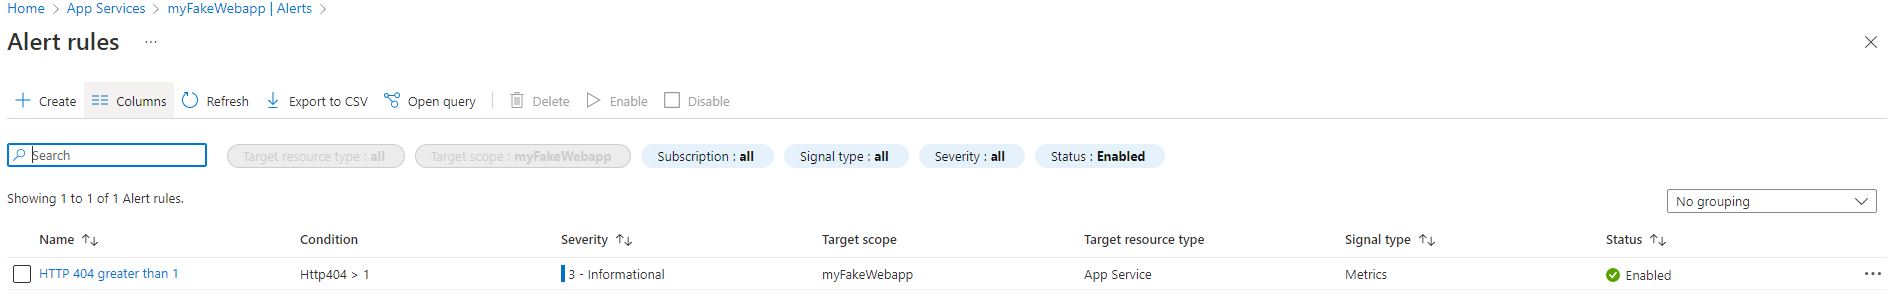 Home > App Services > myFakeWebapp | Alerts >
Alert rules ...
Create Columns Refresh Export to CSV Open query Delete Enable Disable
Search Target resource type : all Target scope : myFakeWebapp Subscription : all Signal type : all Severity : all Status : Enabled
Showing 1 to 1 of 1 Alert rules.
No grouping
Name ↑↓ Condition Severity ↑↓ Target scope Target resource type Signal type ↑↓ Status ↑↓
HTTP 404 greater than 1 Http404 > 1 3 - Informational myFakeWebapp App Service Metrics Enabled ...